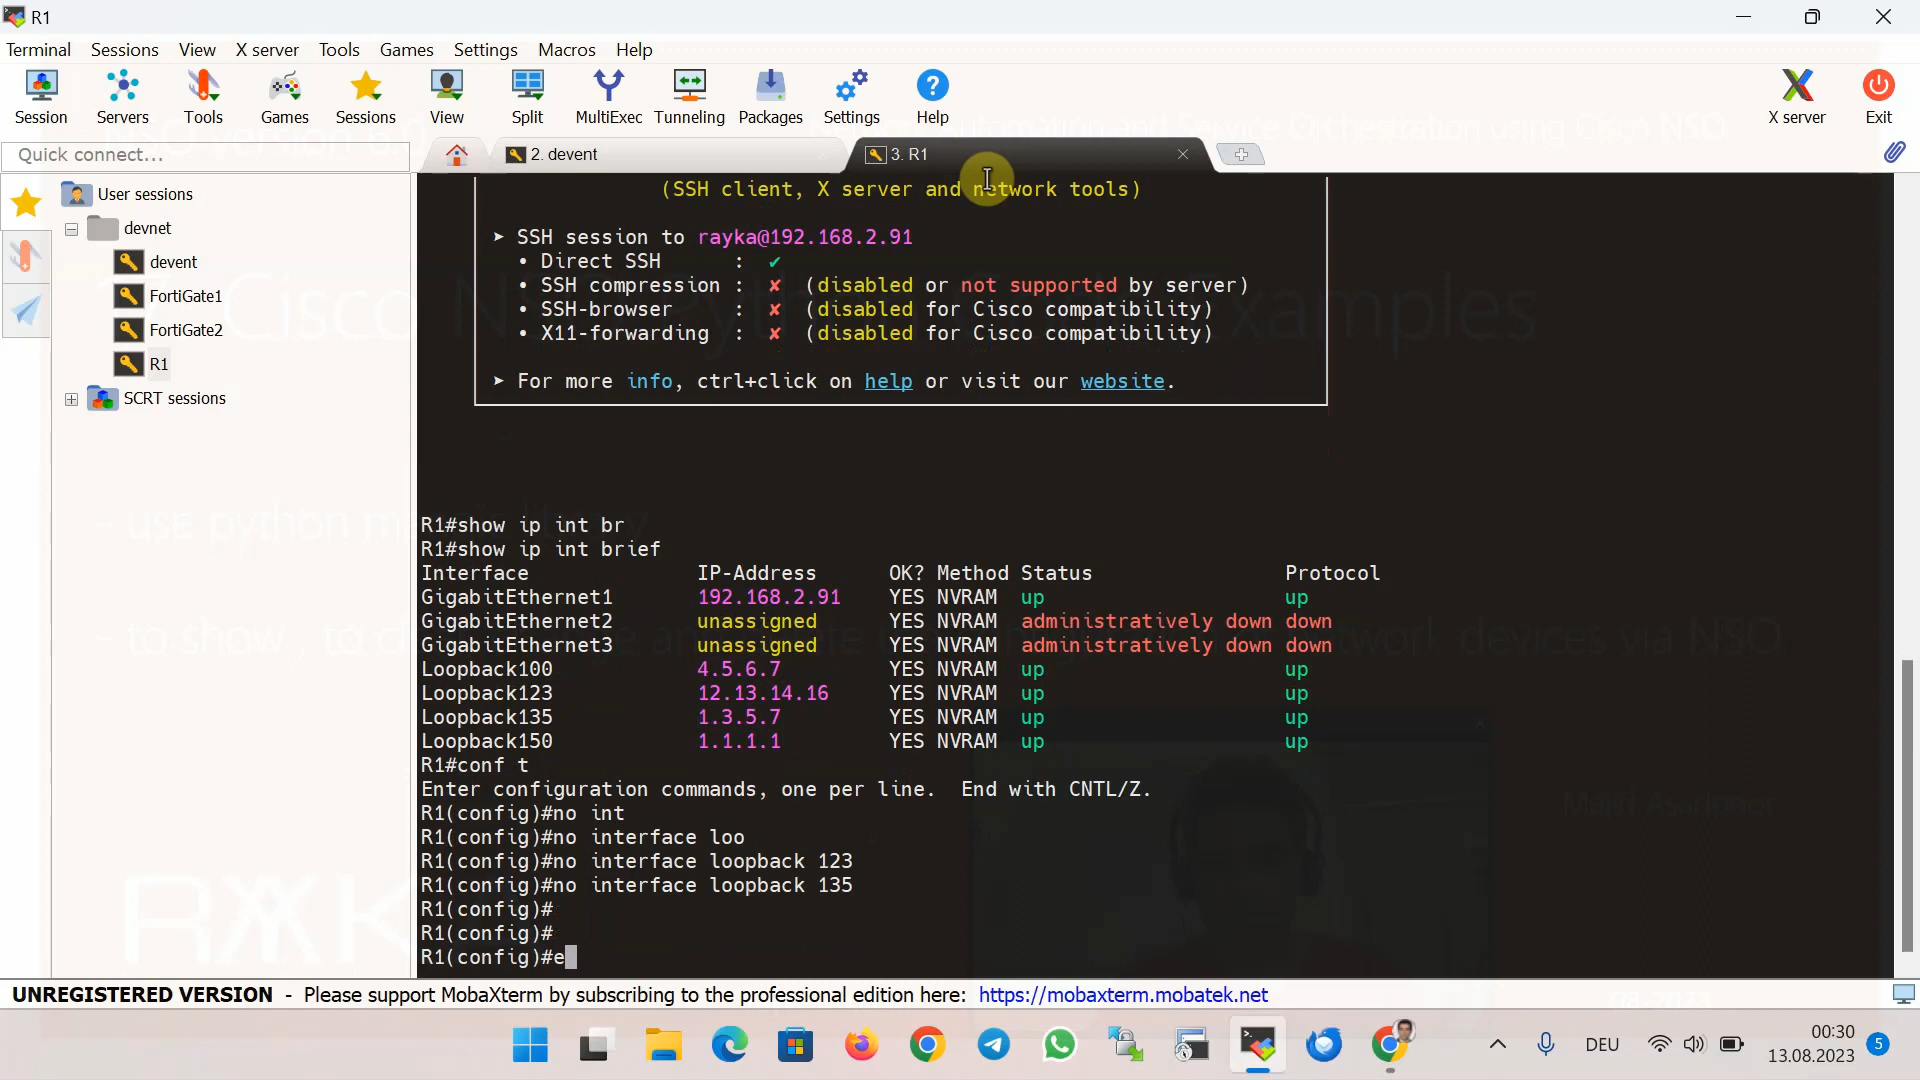 R1
Terminal Sessions View X server Tools Games Settings Macros Help
Session Servers Tools Games Sessions View Split MultiExec Tunneling Packages Settings Help X server Exit
Quick connect...
2. devent
3. R1
User sessions
devnet
devent
FortiGate1
FortiGate2
R1
SCRT sessions
(SSH client, X server and network tools)
➤ SSH session to rayka@192.168.2.91
• Direct SSH : ✔
• SSH compression : ✘ (disabled or not supported by server)
• SSH-browser : ✘ (disabled for Cisco compatibility)
• X11-forwarding : ✘ (disabled for Cisco compatibility)
➤ For more info, ctrl+click on help or visit our website.
R1#show ip int br
R1#show ip int brief
Interface IP-Address OK? Method Status Protocol
GigabitEthernet1 192.168.2.91 YES NVRAM up up
GigabitEthernet2 unassigned YES NVRAM administratively down down
GigabitEthernet3 unassigned YES NVRAM administratively down down
Loopback100 4.5.6.7 YES NVRAM up up
Loopback123 12.13.14.16 YES NVRAM up up
Loopback135 1.3.5.7 YES NVRAM up up
Loopback150 1.1.1.1 YES NVRAM up up
R1#conf t
Enter configuration commands, one per line. End with CNTL/Z.
R1(config)#no int
R1(config)#no interface loo
R1(config)#no interface loopback 123
R1(config)#no interface loopback 135
R1(config)#
R1(config)#
R1(config)#e
UNREGISTERED VERSION - Please support MobaXterm by subscribing to the professional edition here: https://mobaxterm.mobatek.net
DEU
00:30
13.08.2023
5